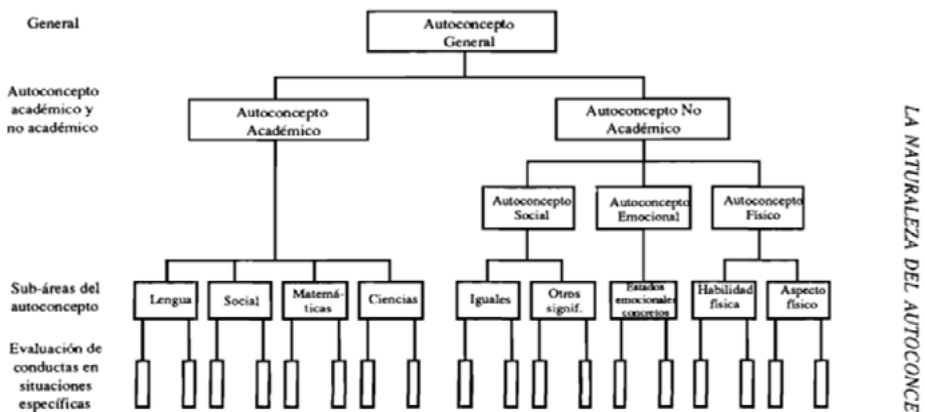 General
Autoconcepto
General
Autoconcepto
académico y
no académico
Autoconcepto
Académico
Autoconcepto No
Académico
Autoconcepto
Social
Autoconcepto
Emocional
Autoconcepto
Físico
Sub-áreas del
autoconcepto
Lengua
Social
Matemá-
ticas
Ciencias
Iguales
Otros
signif.
Estados
emocionales
concretos
Habilidad
física
Aspecto
físico
Evaluación de
conductas en
situaciones
específicas
LA NATURALEZA DEL AUTOCONCE